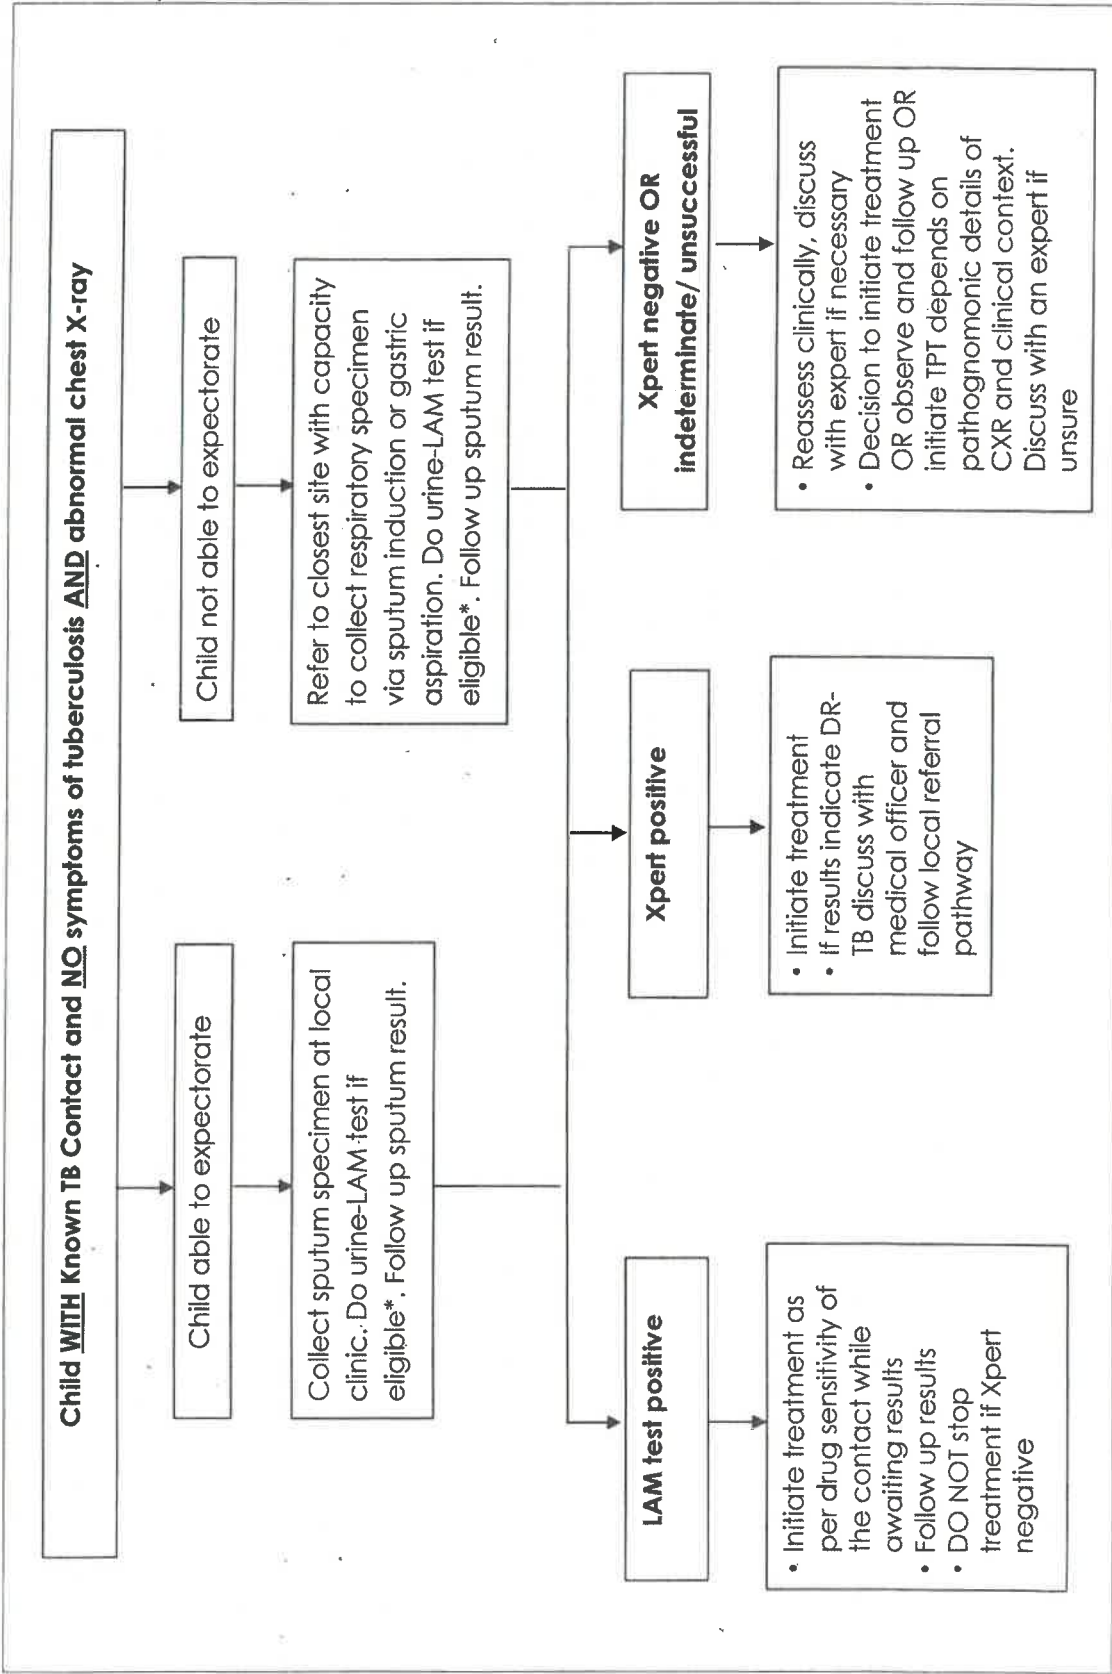 Child WITH Known TB Contact and NO symptoms of tuberculosis AND abnormal chest X-ray
Child able to expectorate
Collect sputum specimen at local
clinic. Do urine-LAM test if
eligible*. Follow up sputum result.
Child not able to expectorate
Refer to closest site with capacity
to collect respiratory specimen
via sputum induction or gastric
aspiration. Do urine-LAM test if
eligible*. Follow up sputum result.
LAM test positive
• Initiate treatment as
per drug sensitivity of
the contact while
awaiting results
• Follow up results
• DO NOT stop
treatment if Xpert
negative
Xpert positive
• Initiate treatment
• If results indicate DR-
TB discuss with
medical officer and
follow local referral
pathway
Xpert negative OR
indeterminate/ unsuccessful
• Reassess clinically, discuss
with expert if necessary
• Decision to initiate treatment
OR observe and follow up OR
initiate TPT depends on
pathognomonic details of
CXR and clinical context.
Discuss with an expert if
unsure